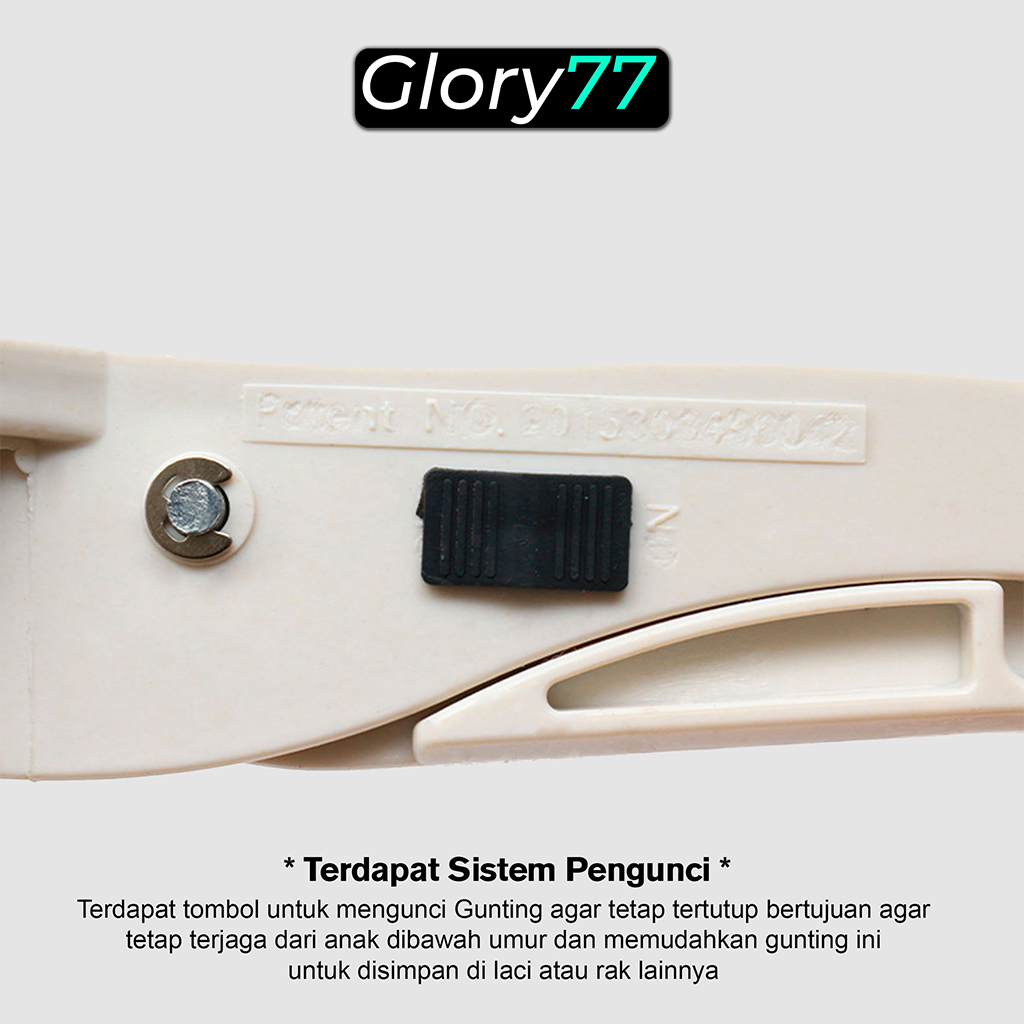 Glory77
Patent NO.
ON
* Terdapat Sistem Pengunci *
Terdapat tombol untuk mengunci Gunting agar tetap tertutup bertujuan agar
tetap terjaga dari anak dibawah umur dan memudahkan gunting ini
untuk disimpan di laci atau rak lainnya